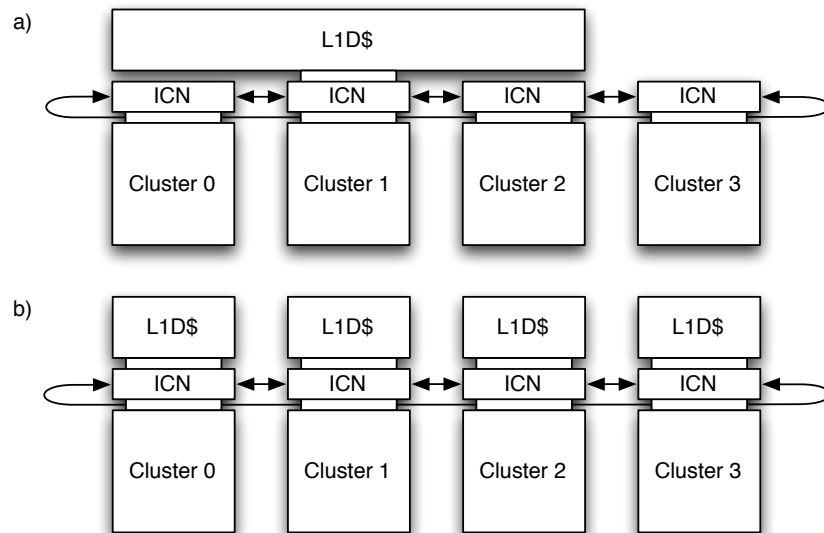 a)
L1D$
ICN ICN ICN ICN
Cluster 0 Cluster 1 Cluster 2 Cluster 3
b)
L1D$ L1D$ L1D$ L1D$
ICN ICN ICN ICN
Cluster 0 Cluster 1 Cluster 2 Cluster 3